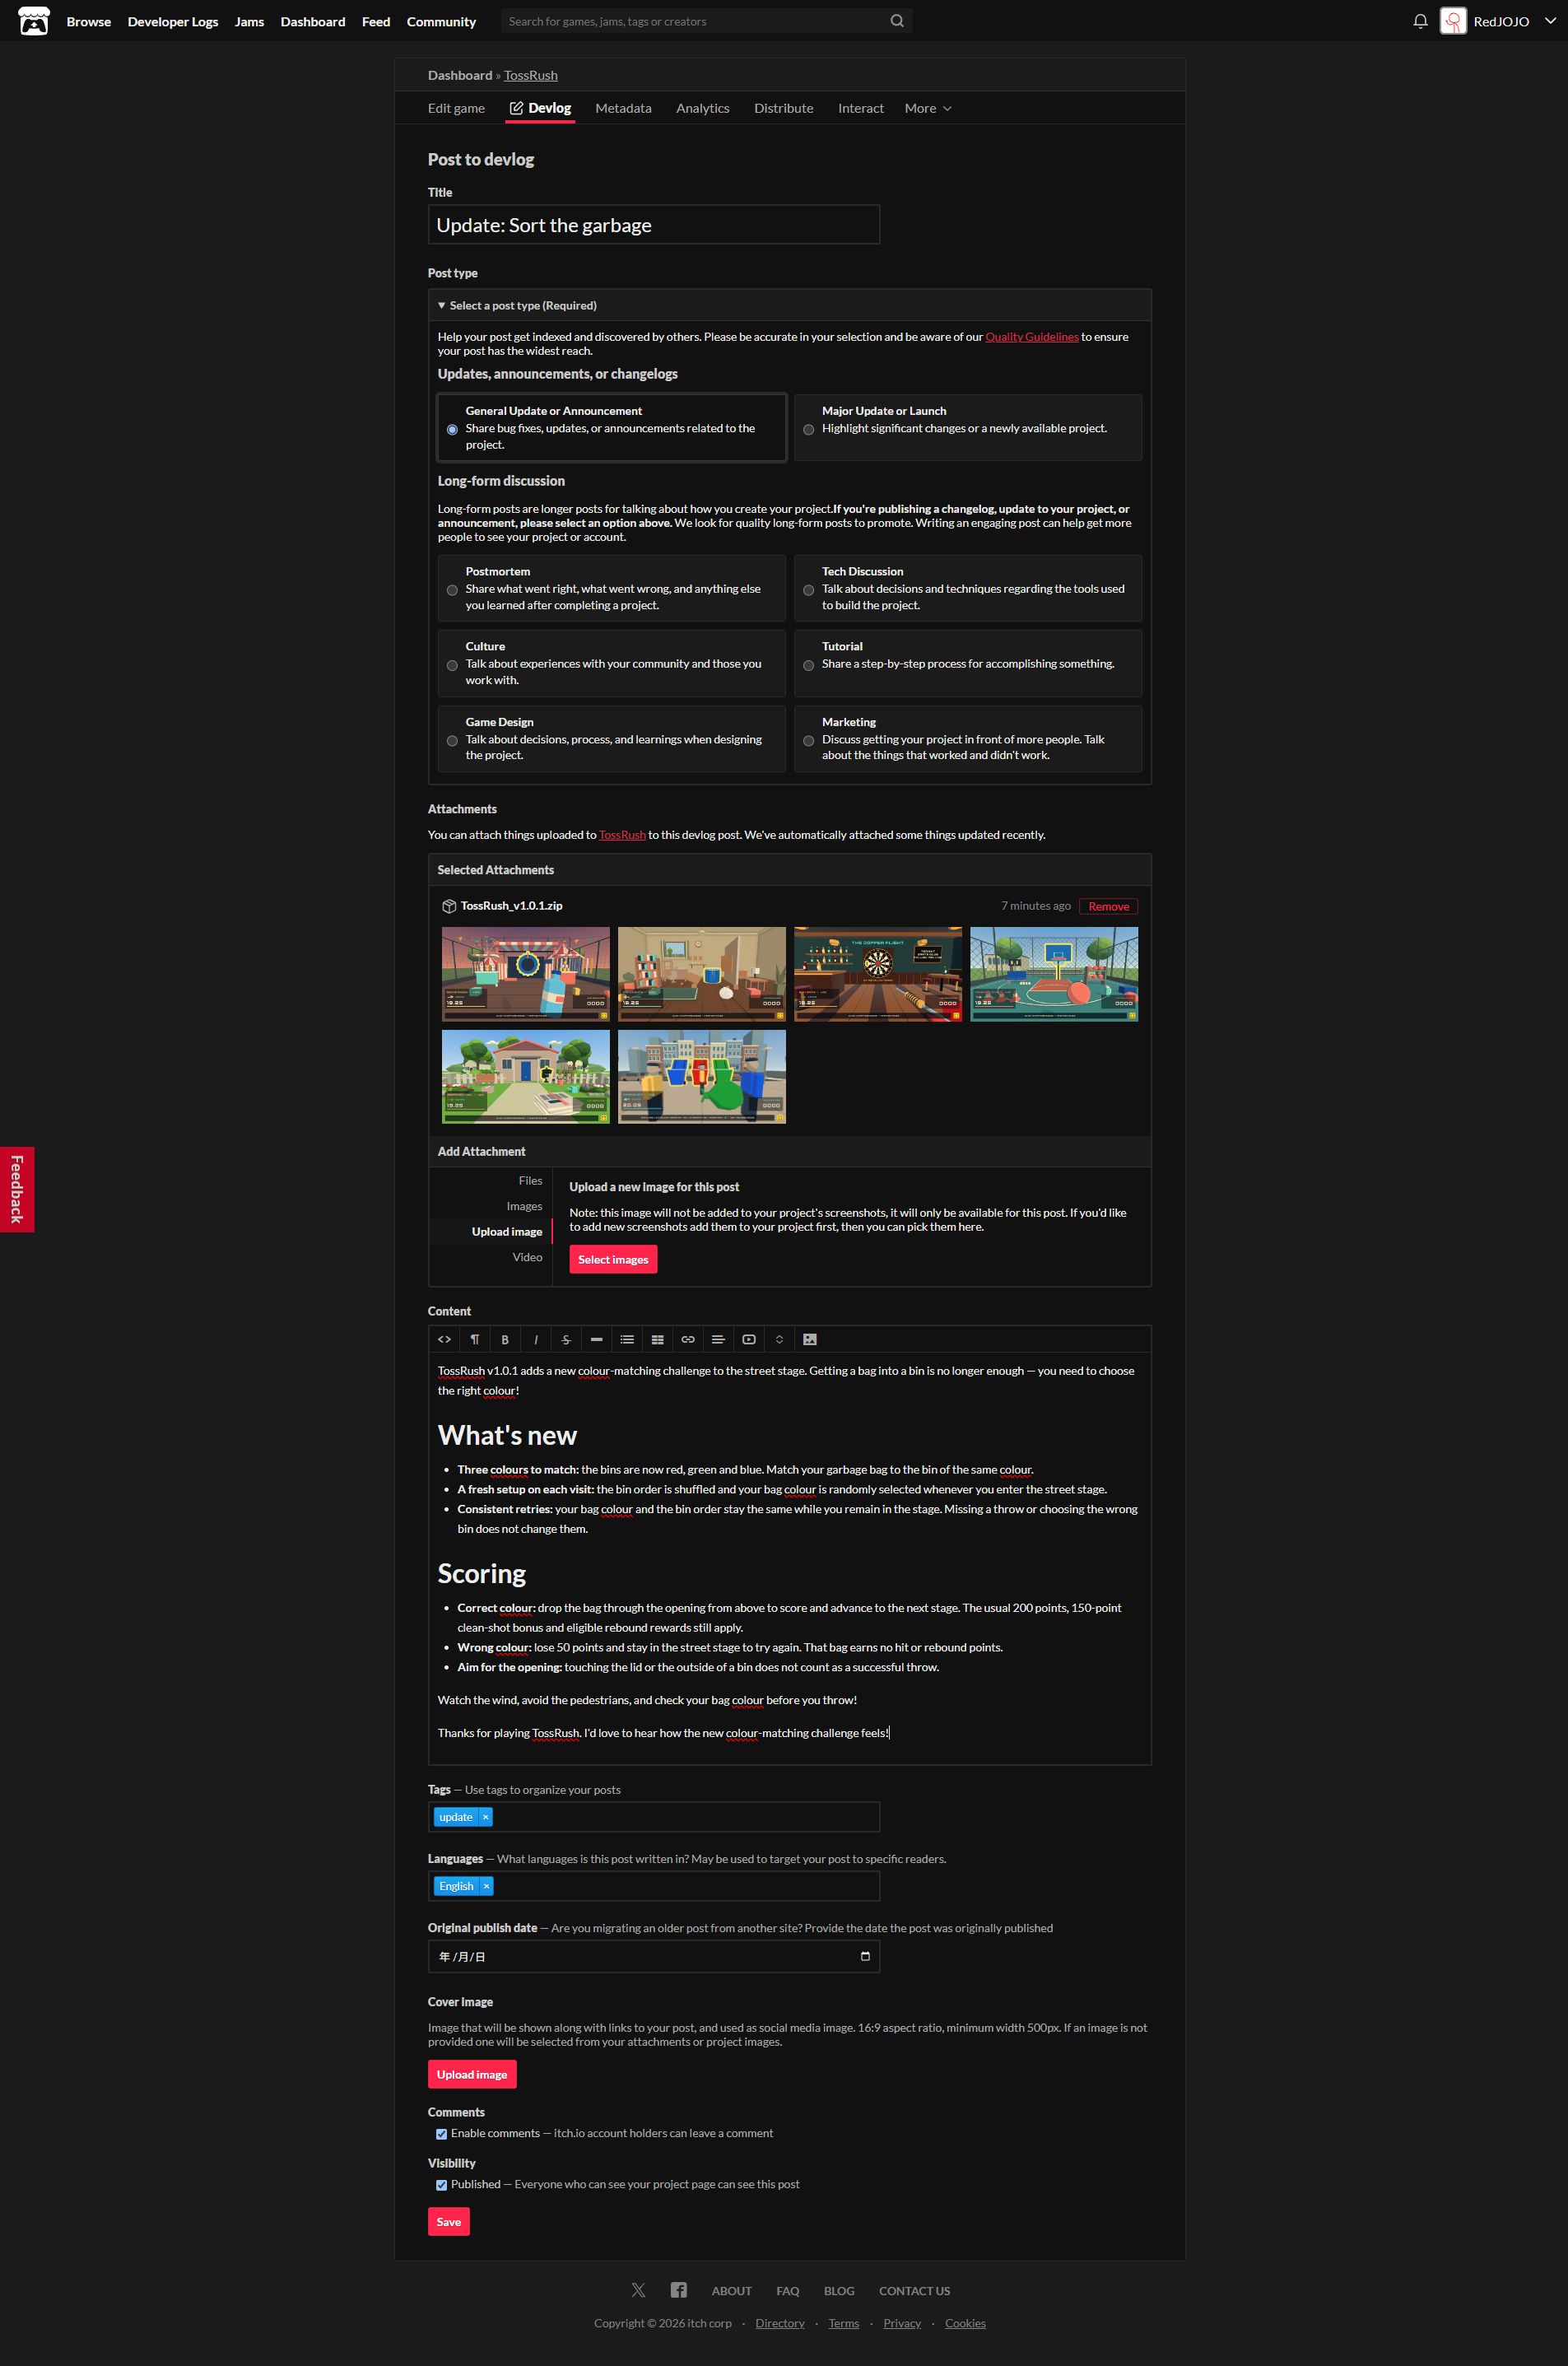 Browse Developer Logs Jams Dashboard Feed Community
Search for games, jams, tags or creators
RedJOJO
Dashboard » TossRush
Edit game Devlog Metadata Analytics Distribute Interact More
Post to devlog
Title
Update: Sort the garbage
Post type
▼ Select a post type (Required)
Help your post get indexed and discovered by others. Please be accurate in your selection and be aware of our Quality Guidelines to ensure
your post has the widest reach.
Updates, announcements, or changelogs
General Update or Announcement
Share bug fixes, updates, or announcements related to the
project.
Major Update or Launch
Highlight significant changes or a newly available project.
Long-form discussion
Long-form posts are longer posts for talking about how you create your project.If you're publishing a changelog, update to your project, or
announcement, please select an option above. We look for quality long-form posts to promote. Writing an engaging post can help get more
people to see your project or account.
Postmortem
Share what went right, what went wrong, and anything else
you learned after completing a project.
Tech Discussion
Talk about decisions and techniques regarding the tools used
to build the project.
Culture
Talk about experiences with your community and those you
work with.
Tutorial
Share a step-by-step process for accomplishing something.
Game Design
Talk about decisions, process, and learnings when designing
the project.
Marketing
Discuss getting your project in front of more people. Talk
about the things that worked and didn't work.
Attachments
You can attach things uploaded to TossRush to this devlog post. We've automatically attached some things updated recently.
Selected Attachments
TossRush_v1.0.1.zip
7 minutes ago Remove
THE COPPER FLIGHT
Add Attachment
Files
Images
Upload image
Video
Upload a new image for this post
Note: this image will not be added to your project's screenshots, it will only be available for this post. If you'd like
to add new screenshots add them to your project first, then you can pick them here.
Select images
Feedback
Content
TossRush v1.0.1 adds a new colour-matching challenge to the street stage. Getting a bag into a bin is no longer enough — you need to choose
the right colour!
What's new
• Three colours to match: the bins are now red, green and blue. Match your garbage bag to the bin of the same colour.
• A fresh setup on each visit: the bin order is shuffled and your bag colour is randomly selected whenever you enter the street stage.
• Consistent retries: your bag colour and the bin order stay the same while you remain in the stage. Missing a throw or choosing the wrong
bin does not change them.
Scoring
• Correct colour: drop the bag through the opening from above to score and advance to the next stage. The usual 200 points, 150-point
clean-shot bonus and eligible rebound rewards still apply.
• Wrong colour: lose 50 points and stay in the street stage to try again. That bag earns no hit or rebound points.
• Aim for the opening: touching the lid or the outside of a bin does not count as a successful throw.
Watch the wind, avoid the pedestrians, and check your bag colour before you throw!
Thanks for playing TossRush. I'd love to hear how the new colour-matching challenge feels!
Tags — Use tags to organize your posts
update ×
Languages — What languages is this post written in? May be used to target your post to specific readers.
English ×
Original publish date — Are you migrating an older post from another site? Provide the date the post was originally published
年 /月/日
Cover image
Image that will be shown along with links to your post, and used as social media image. 16:9 aspect ratio, minimum width 500px. If an image is not
provided one will be selected from your attachments or project images.
Upload image
Comments
Enable comments — itch.io account holders can leave a comment
Visibility
Published — Everyone who can see your project page can see this post
Save
ABOUT FAQ BLOG CONTACT US
Copyright © 2026 itch corp · Directory · Terms · Privacy · Cookies